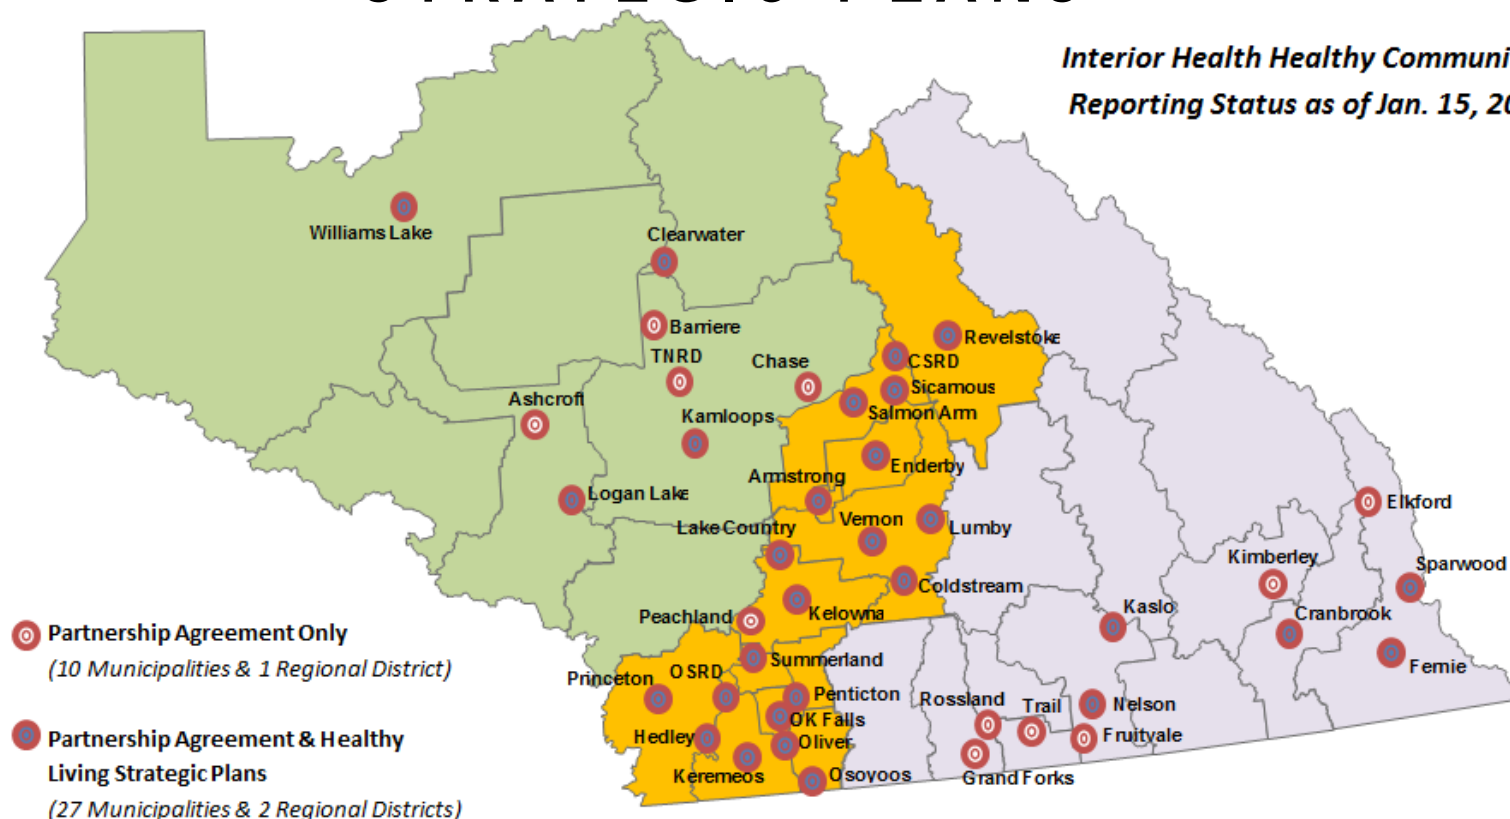 STRATEGIC PLANS
Interior Health Healthy Communi
Reporting Status as of Jan. 15, 20
Williams Lake
Clearwater
Barriere
TNRD
Chase
Revelstoke
CSRD
Sicamous
Ashcroft
Salmon Arm
Kamloops
Enderby
Armstrong
Logan Lake
Elkford
Lake Country
Vernon
Lumby
Kimberley
Sparwood
Coldstream
Kaslo
Cranbrook
Peachland
Kelowna
Partnership Agreement Only
(10 Municipalities & 1 Regional District)
Summerland
Fernie
Princeton
OSRD
Penticton
Rossland
Trail
Nelson
OK Falls
Hedley
Oliver
Fruitvale
Partnership Agreement & Healthy
Living Strategic Plans
(27 Municipalities & 2 Regional Districts)
Keremeos
Osoyoos
Grand Forks